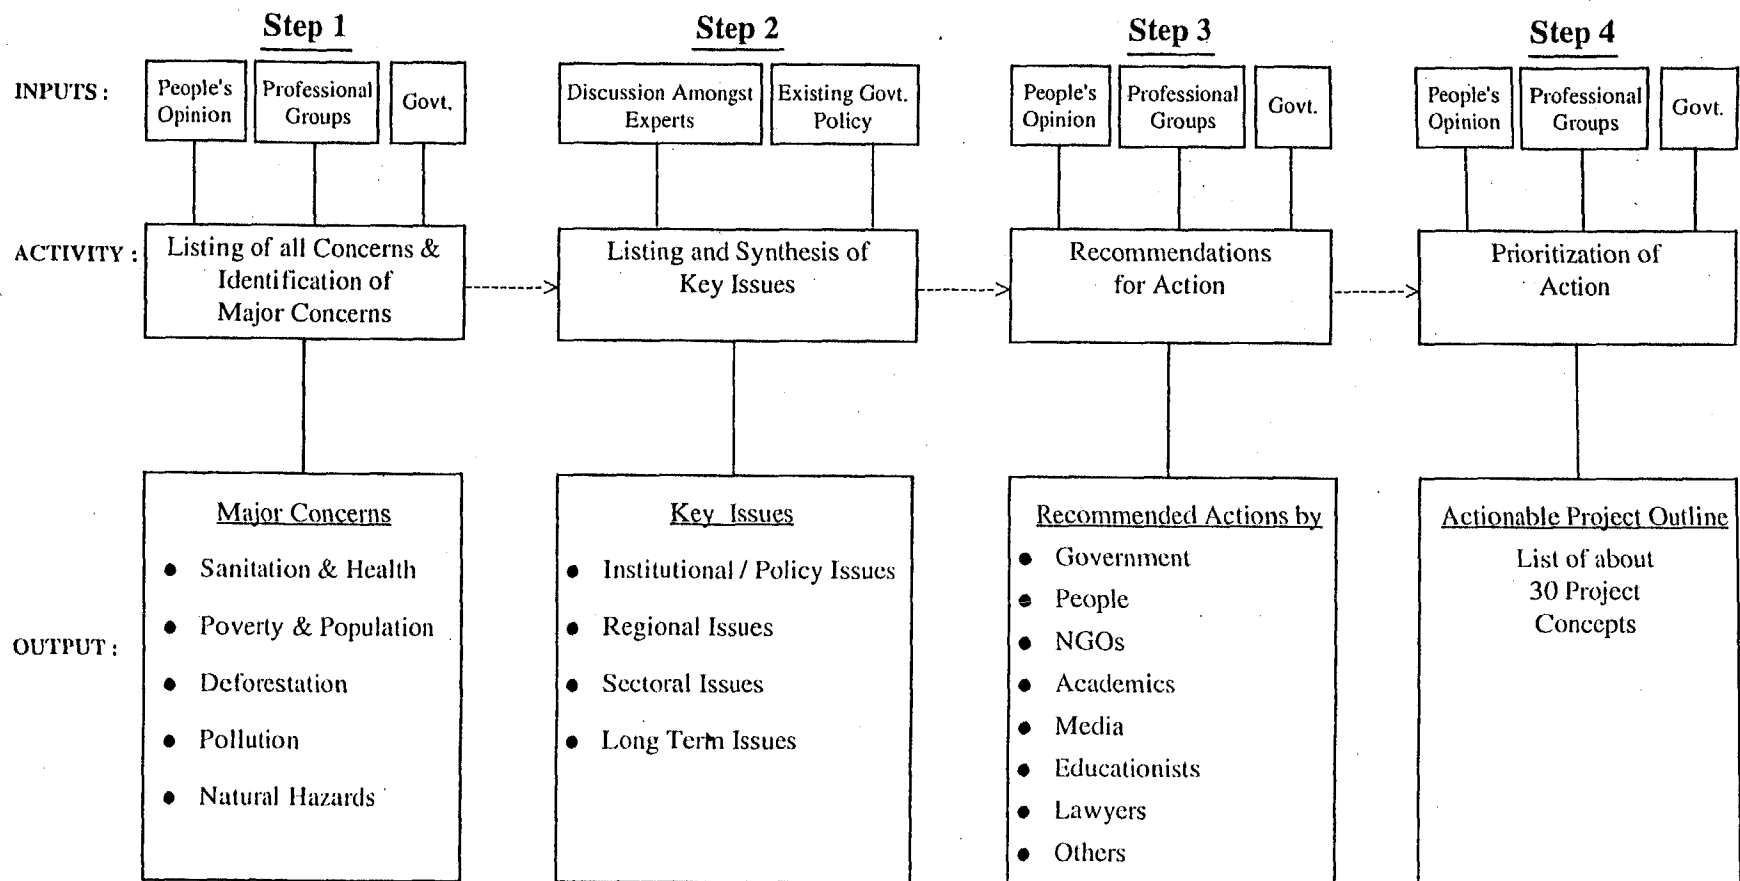 Step 1
Step 2
Step 3
Step 4
INPUTS :
People's
Opinion
Professional
Groups
Govt.
Discussion Amongst
Experts
Existing Govt.
Policy
People's
Opinion
Professional
Groups
Govt.
People's
Opinion
Professional
Groups
Govt.
ACTIVITY :
Listing of all Concerns &
Identification of
Major Concerns
Listing and Synthesis of
Key Issues
Recommendations
for Action
Prioritization of
Action
OUTPUT :
Major Concerns
● Sanitation & Health
● Poverty & Population
● Deforestation
● Pollution
● Natural Hazards
Key Issues
● Institutional / Policy Issues
● Regional Issues
● Sectoral Issues
● Long Term Issues
Recommended Actions by
● Government
● People
● NGOs
● Academics
● Media
● Educationists
● Lawyers
● Others
Actionable Project Outline
List of about
30 Project
Concepts